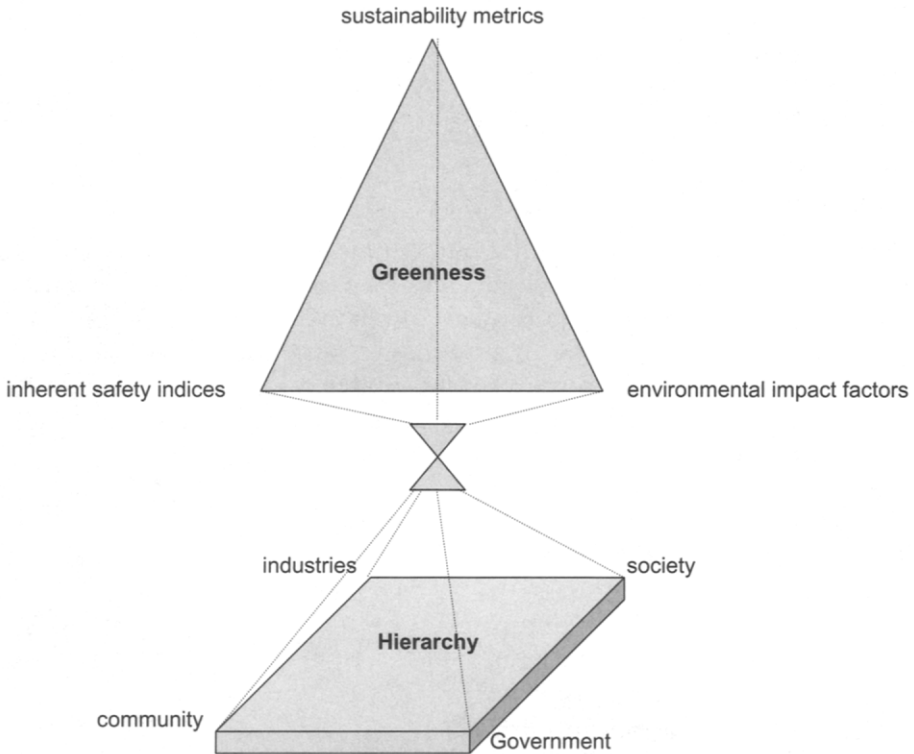 sustainability metrics
Greenness
inherent safety indices
environmental impact factors
industries
society
Hierarchy
community
Government